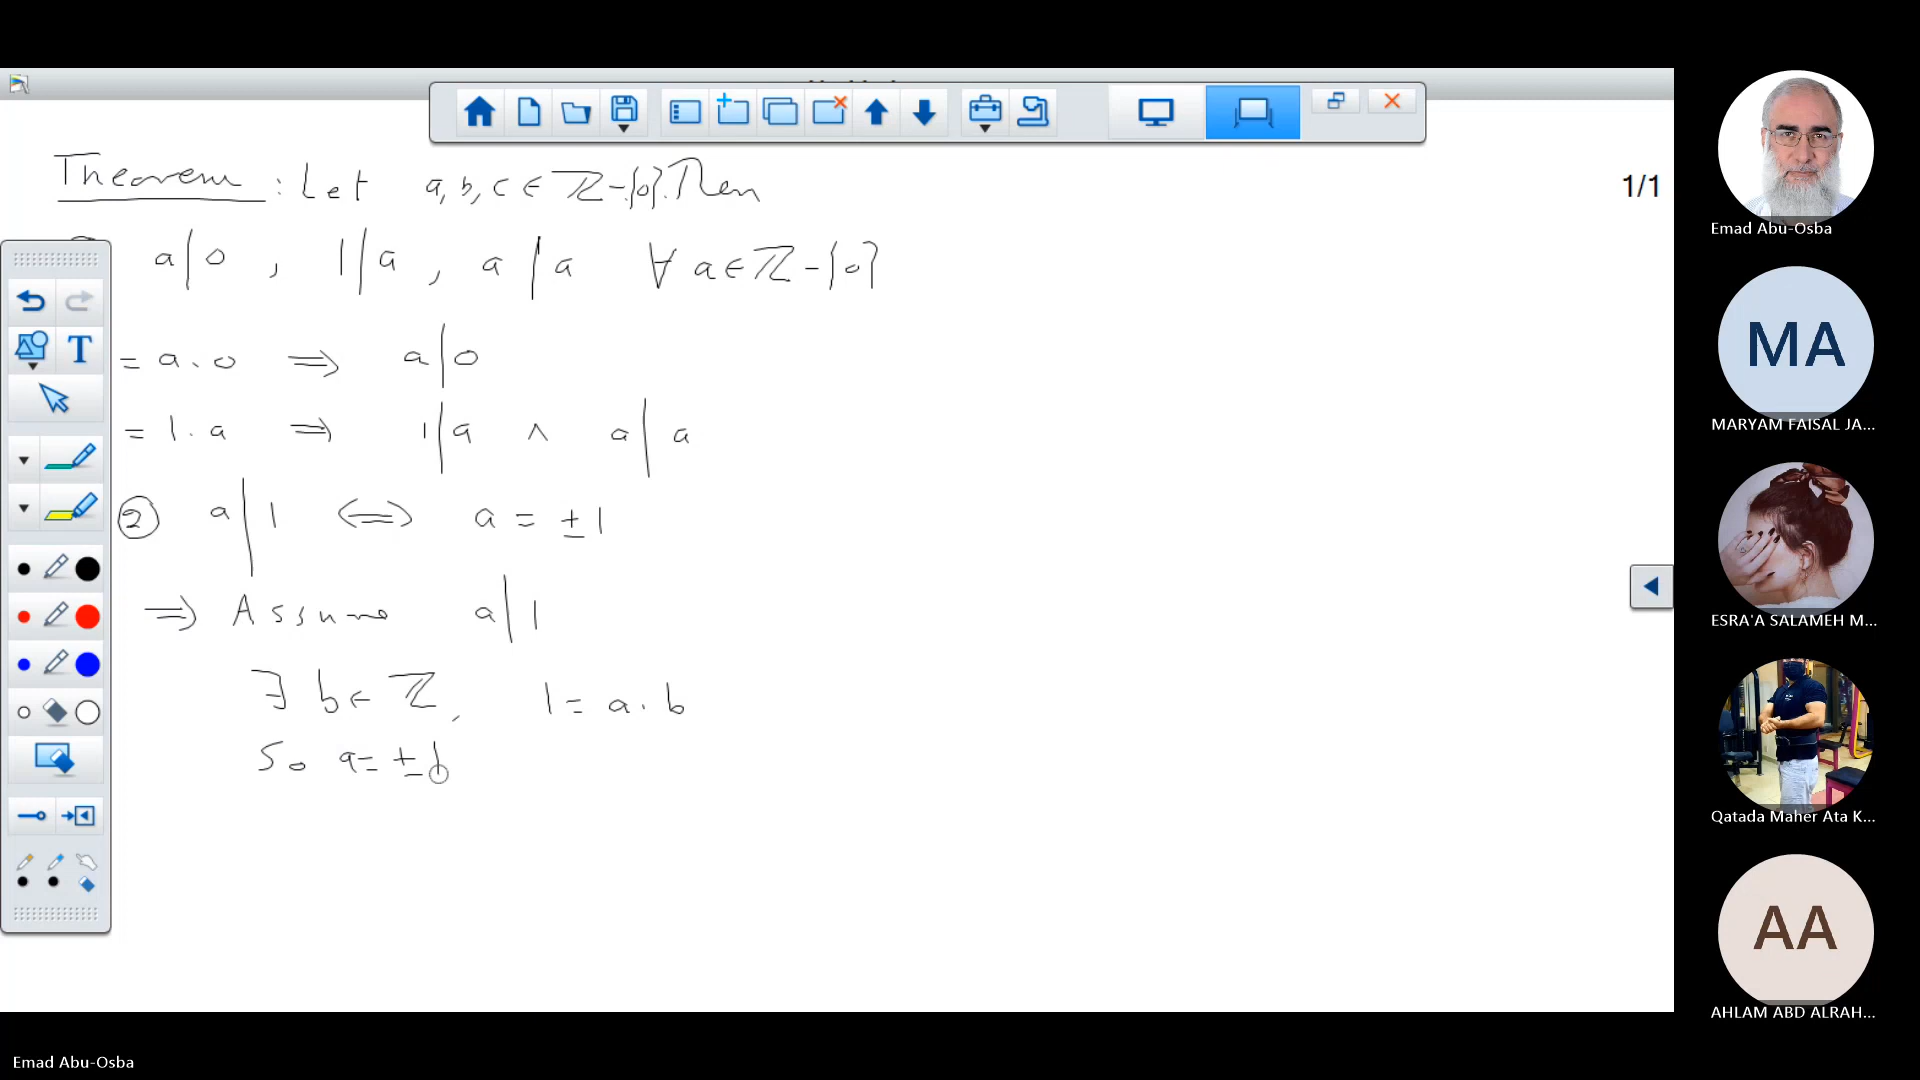 Theorem : Let a, b, c ∈ ℤ-{0}. Then
1/1
a|0 , 1|a , a|a ∀ a ∈ ℤ-{0}
= a.0 ⇒ a|0
= 1.a ⇒ 1|a ∧ a|a
② a|1 ⇔ a = ±1
⇒ Assume a|1
∃ b ∈ ℤ, 1 = a.b
So a = ±1
T
Emad Abu-Osba
MA
MARYAM FAISAL JA...
ESRA'A SALAMEH M...
Qatada Maher Ata K...
AA
AHLAM ABD ALRAH...
Emad Abu-Osba